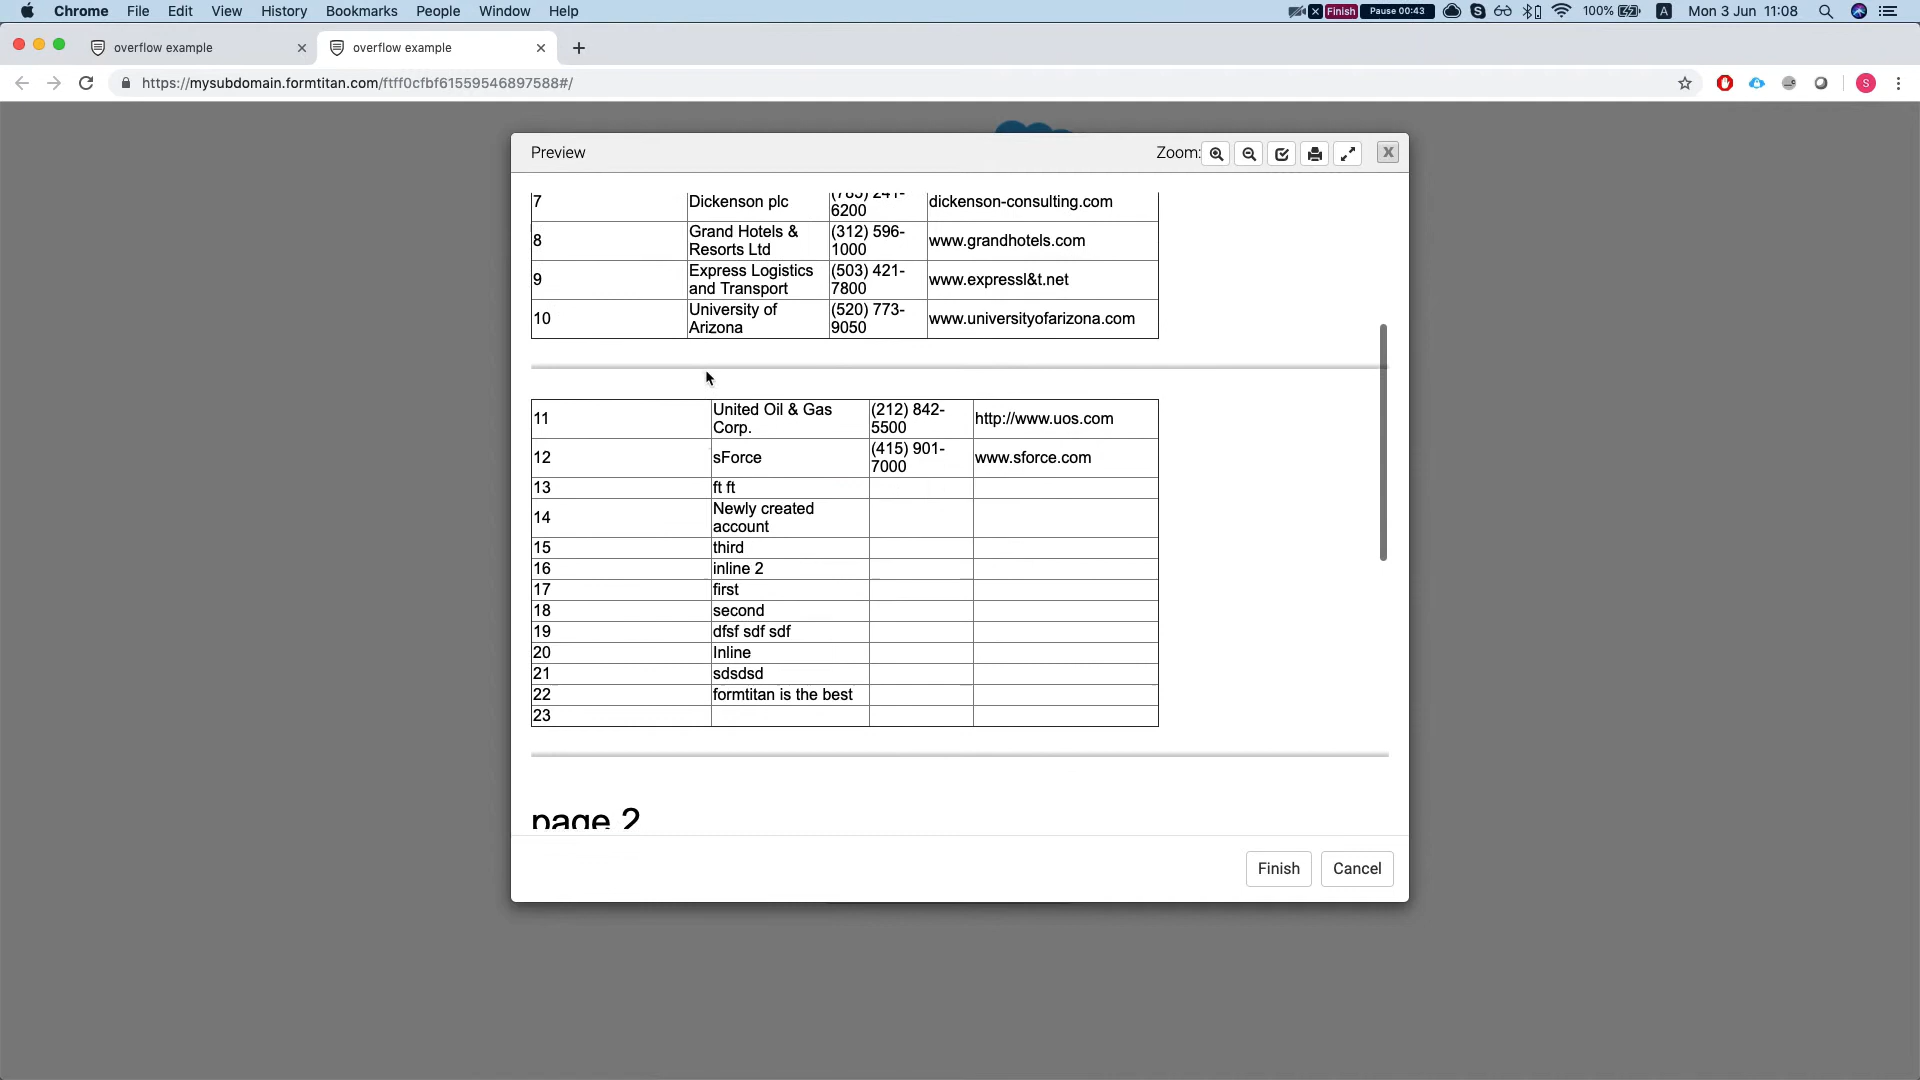 Chrome File Edit View History Bookmarks People Window Help Finish Pause 00:43 100% A Mon 3 Jun 11:08
overflow example
overflow example
https://mysubdomain.formtitan.com/ftff0cfbf61559546897588#/
S
Preview
Zoom:
X
7 Dickenson plc (785) 241-
6200 dickenson-consulting.com
8 Grand Hotels &
Resorts Ltd (312) 596-
1000 www.grandhotels.com
9 Express Logistics
and Transport (503) 421-
7800 www.expressl&t.net
10 University of
Arizona (520) 773-
9050 www.universityofarizona.com
11 United Oil & Gas
Corp. (212) 842-
5500 http://www.uos.com
12 sForce (415) 901-
7000 www.sforce.com
13 ft ft
14 Newly created
account
15 third
16 inline 2
17 first
18 second
19 dfsf sdf sdf
20 Inline
21 sdsdsd
22 formtitan is the best
23
page 2
Finish Cancel